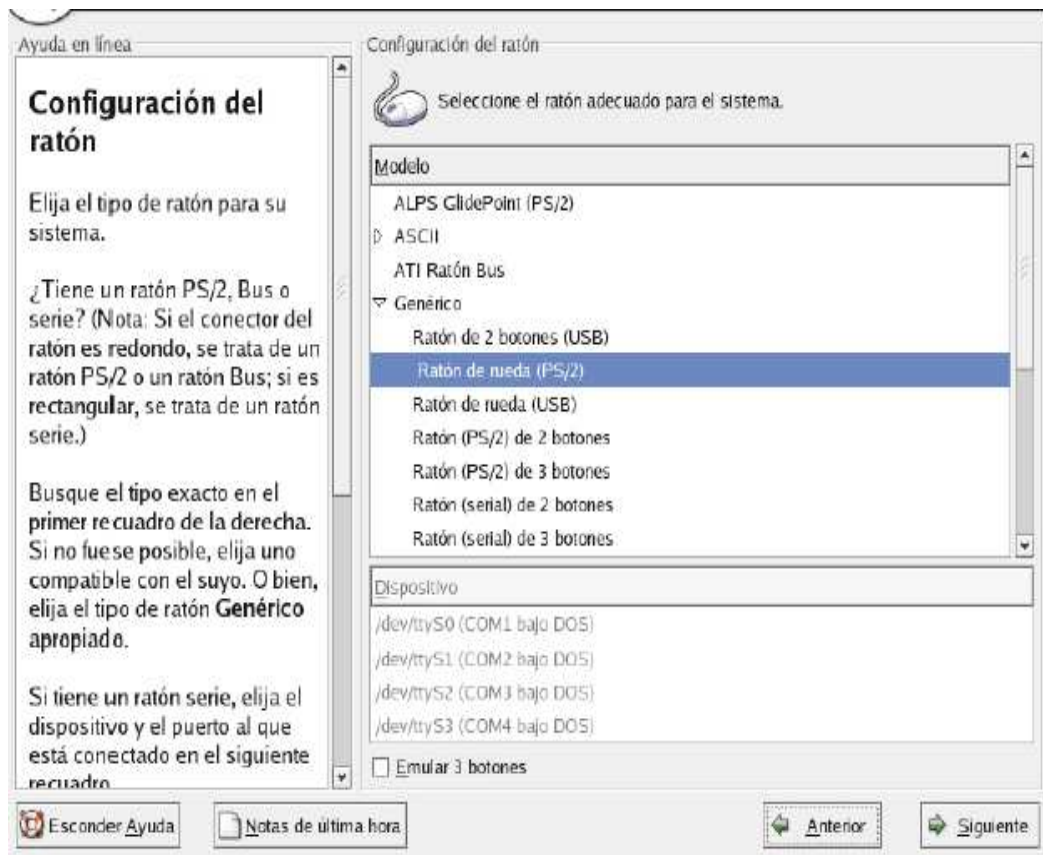 Ayuda en línea
Configuración del
ratón
Elija el tipo de ratón para su
sistema.
¿Tiene un ratón PS/2, Bus o
serie? (Nota: Si el conector del
ratón es redondo, se trata de un
ratón PS/2 o un ratón Bus; si es
rectangular, se trata de un ratón
serie.)
Busque el tipo exacto en el
primer recuadro de la derecha.
Si no fuese posible, elija uno
compatible con el suyo. O bien,
elija el tipo de ratón Genérico
apropiado.
Si tiene un ratón serie, elija el
dispositivo y el puerto al que
está conectado en el siguiente
recuadro
Configuración del ratón
Seleccione el ratón adecuado para el sistema.
Modelo
ALPS GlidePoint (PS/2)
ASCII
ATI Ratón Bus
Genérico
Ratón de 2 botones (USB)
Ratón de rueda (PS/2)
Ratón de rueda (USB)
Ratón (PS/2) de 2 botones
Ratón (PS/2) de 3 botones
Ratón (serial) de 2 botones
Ratón (serial) de 3 botones
Dispositivo
/dev/ttyS0 (COM1 bajo DOS)
/dev/ttyS1 (COM2 bajo DOS)
/dev/ttyS2 (COM3 bajo DOS)
/dev/ttyS3 (COM4 bajo DOS)
Emular 3 botones
Esconder Ayuda
Notas de última hora
Anterior
Siguiente